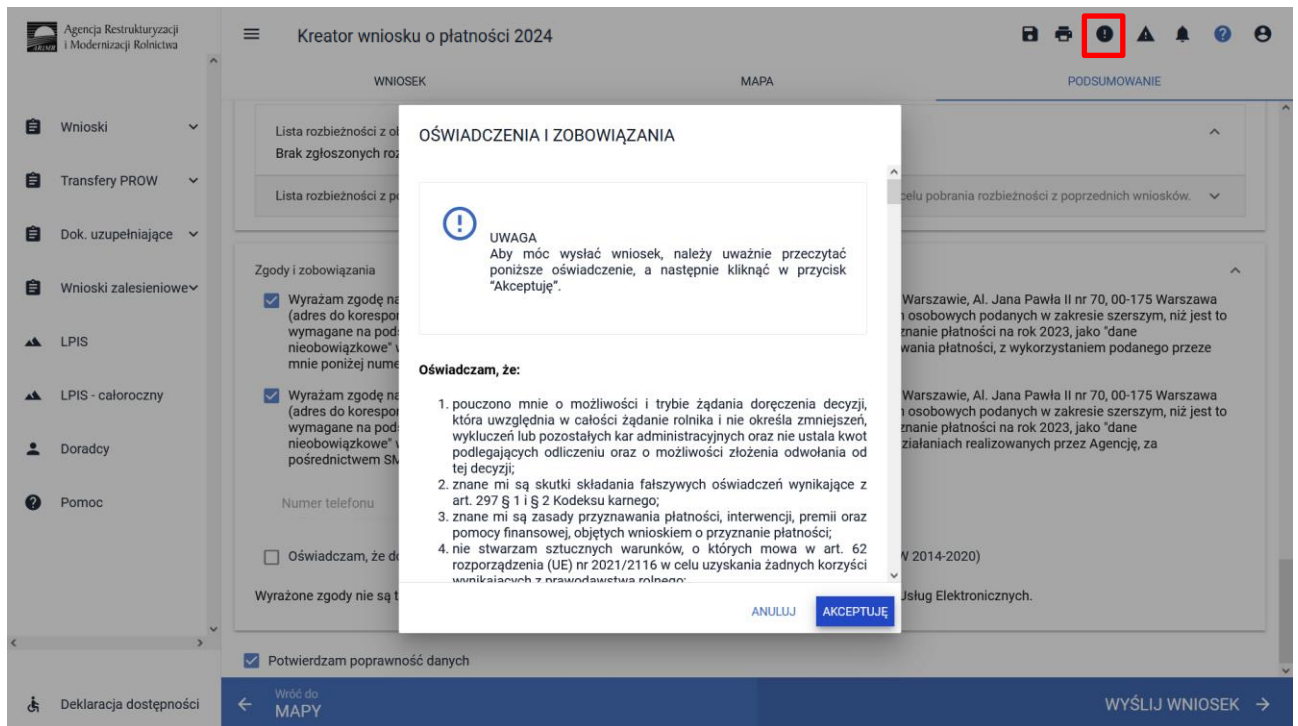 Agencja Restrukturyzacji
i Modernizacji Rolnictwa
ARiMR
Kreator wniosku o płatności 2024
WNIOSEK
MAPA
PODSUMOWANIE
Wnioski
Transfery PROW
Dok. uzupełniające
Wnioski zalesieniowe
LPIS
LPIS - całoroczny
Doradcy
Pomoc
Deklaracja dostępności
Lista rozbieżności z
Brak zgłoszonych
Lista rozbieżności z
celu pobrania rozbieżności z poprzednich wniosków.
Zgody i zobowiązania
Wyrażam zgodę na
Warszawie, Al. Jana Pawła II nr 70, 00-175 Warszawa
(adres do
osobowych podanych w zakresie szerszym, niż jest to
wymagane na
znanie płatności na rok 2023, jako "dane
nieobowiązkowe"
wania płatności, z wykorzystaniem podanego przeze
mnie poniżej
Wyrażam zgodę na
Warszawie, Al. Jana Pawła II nr 70, 00-175 Warszawa
(adres do
osobowych podanych w zakresie szerszym, niż jest to
wymagane na
znanie płatności na rok 2023, jako "dane
nieobowiązkowe"
ziałaniach realizowanych przez Agencję, za
pośrednictwem
Numer telefonu
Oświadczam, że
W 2014-2020)
Wyrażone zgody nie są
Usług Elektronicznych.
Potwierdzam poprawność danych
Wróć do
MAPY
WYŚLIJ WNIOSEK
OŚWIADCZENIA I ZOBOWIĄZANIA
UWAGA
Aby móc wysłać wniosek, należy uważnie przeczytać
poniższe oświadczenie, a następnie kliknąć w przycisk
“Akceptuję”.
Oświadczam, że:
1. pouczono mnie o możliwości i trybie żądania doręczenia decyzji,
która uwzględnia w całości żądanie rolnika i nie określa zmniejszeń,
wykluczeń lub pozostałych kar administracyjnych oraz nie ustala kwot
podlegających odliczeniu oraz o możliwości złożenia odwołania od
tej decyzji;
2. znane mi są skutki składania fałszywych oświadczeń wynikające z
art. 297 § 1 i § 2 Kodeksu karnego;
3. znane mi są zasady przyznawania płatności, interwencji, premii oraz
pomocy finansowej, objętych wnioskiem o przyznanie płatności;
4. nie stwarzam sztucznych warunków, o których mowa w art. 62
rozporządzenia (UE) nr 2021/2116 w celu uzyskania żadnych korzyści
wynikających z prawodawstwa rolnego;
ANULUJ
AKCEPTUJĘ